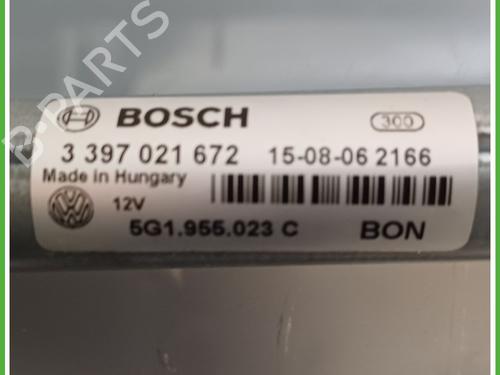 B-PARTS
BOSCH
300
3 397 021 672 15-08-06 2166
Made in Hungary
12V
5G1.955.023 C BON